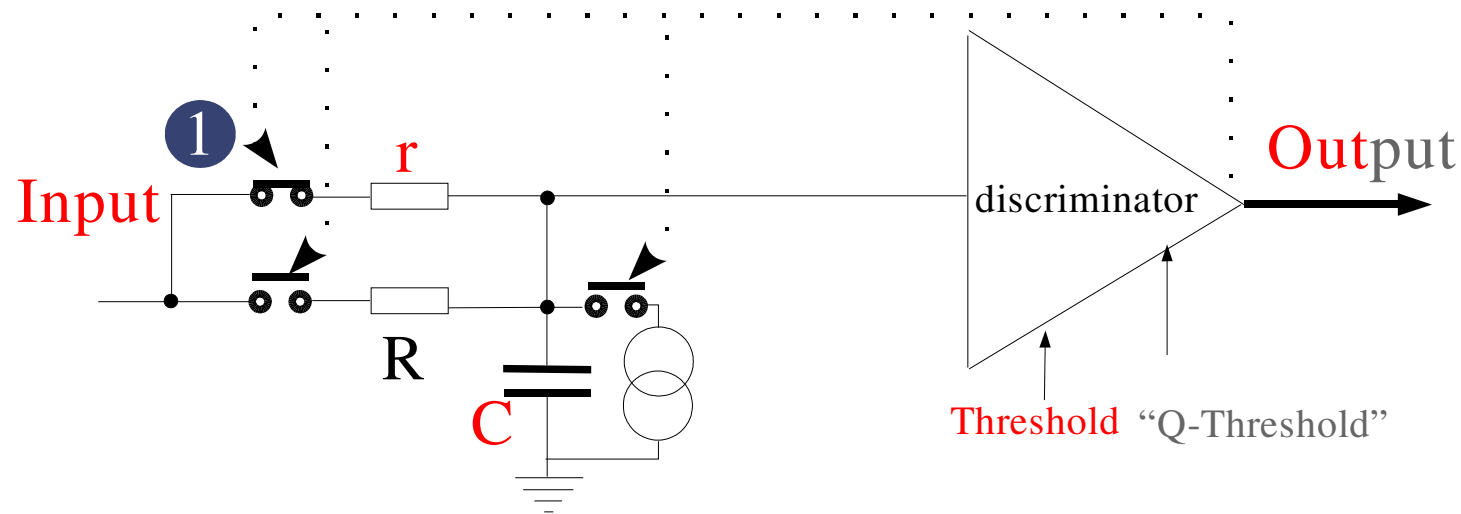 1
r
Input
Output
discriminator
R
C
Threshold “Q-Threshold”